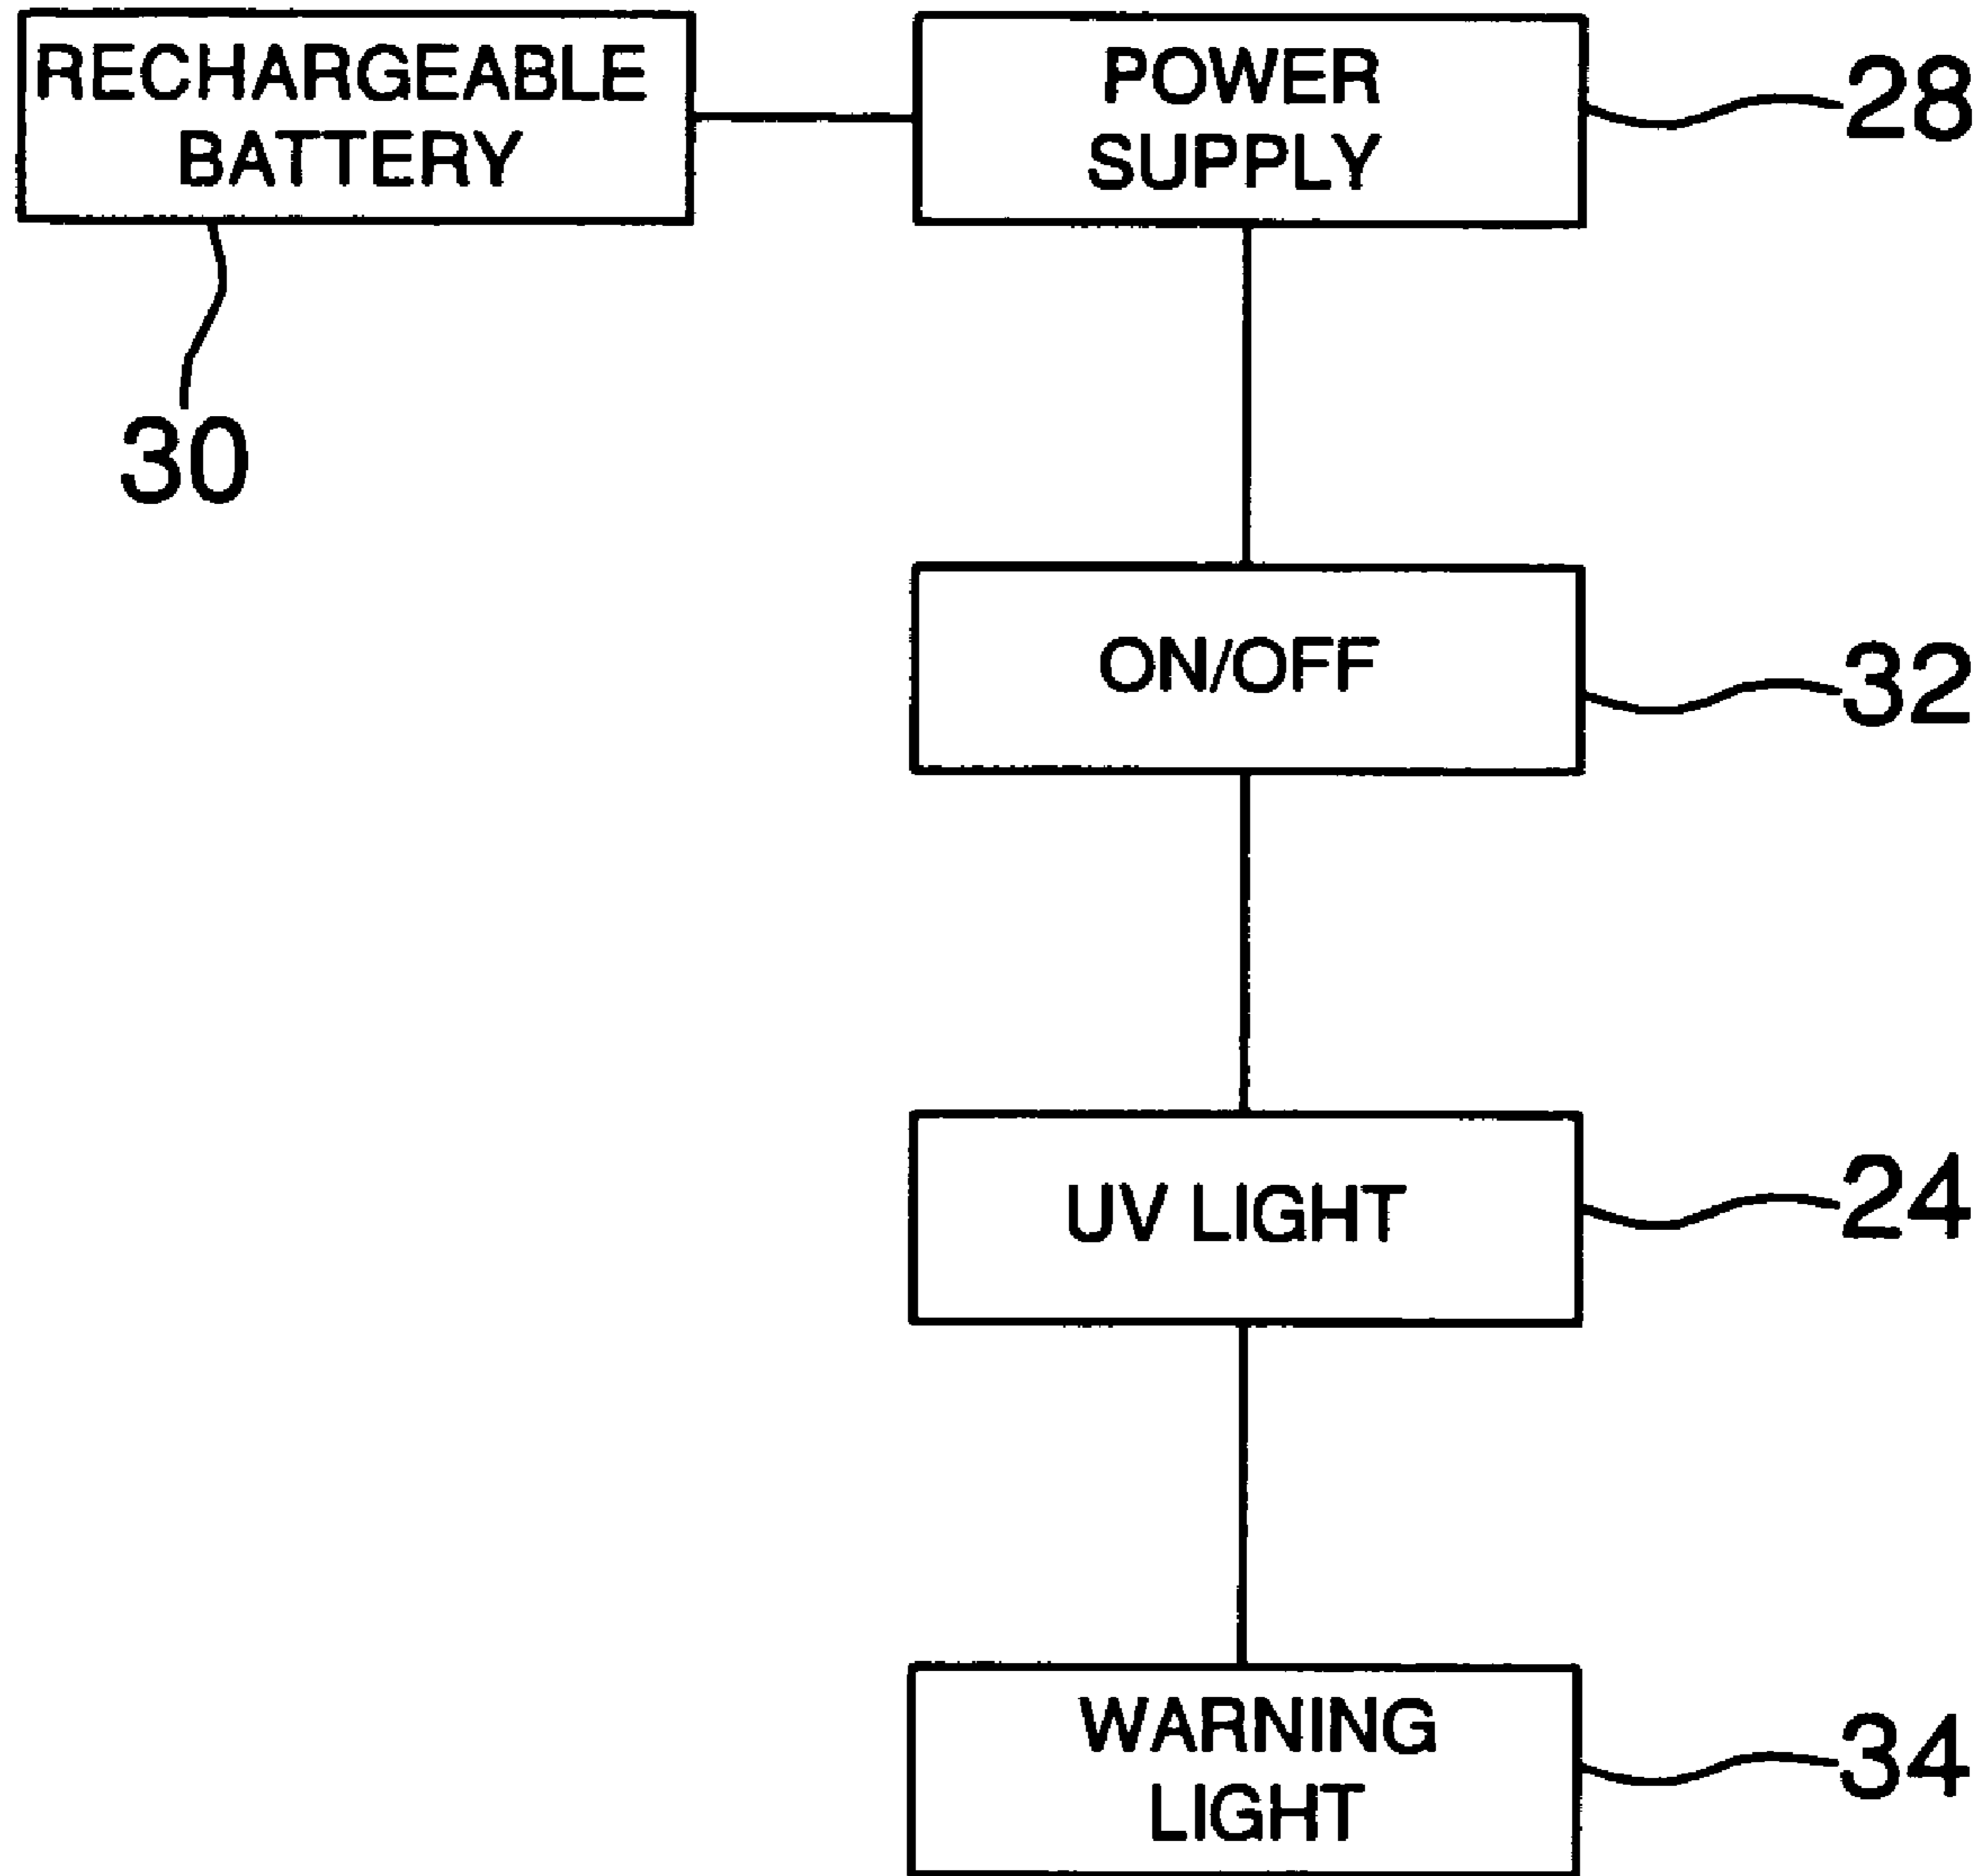 RECHARGEABLE
BATTERY
30
POWER
SUPPLY
28
ON/OFF
32
UV LIGHT
24
WARNING
LIGHT
34